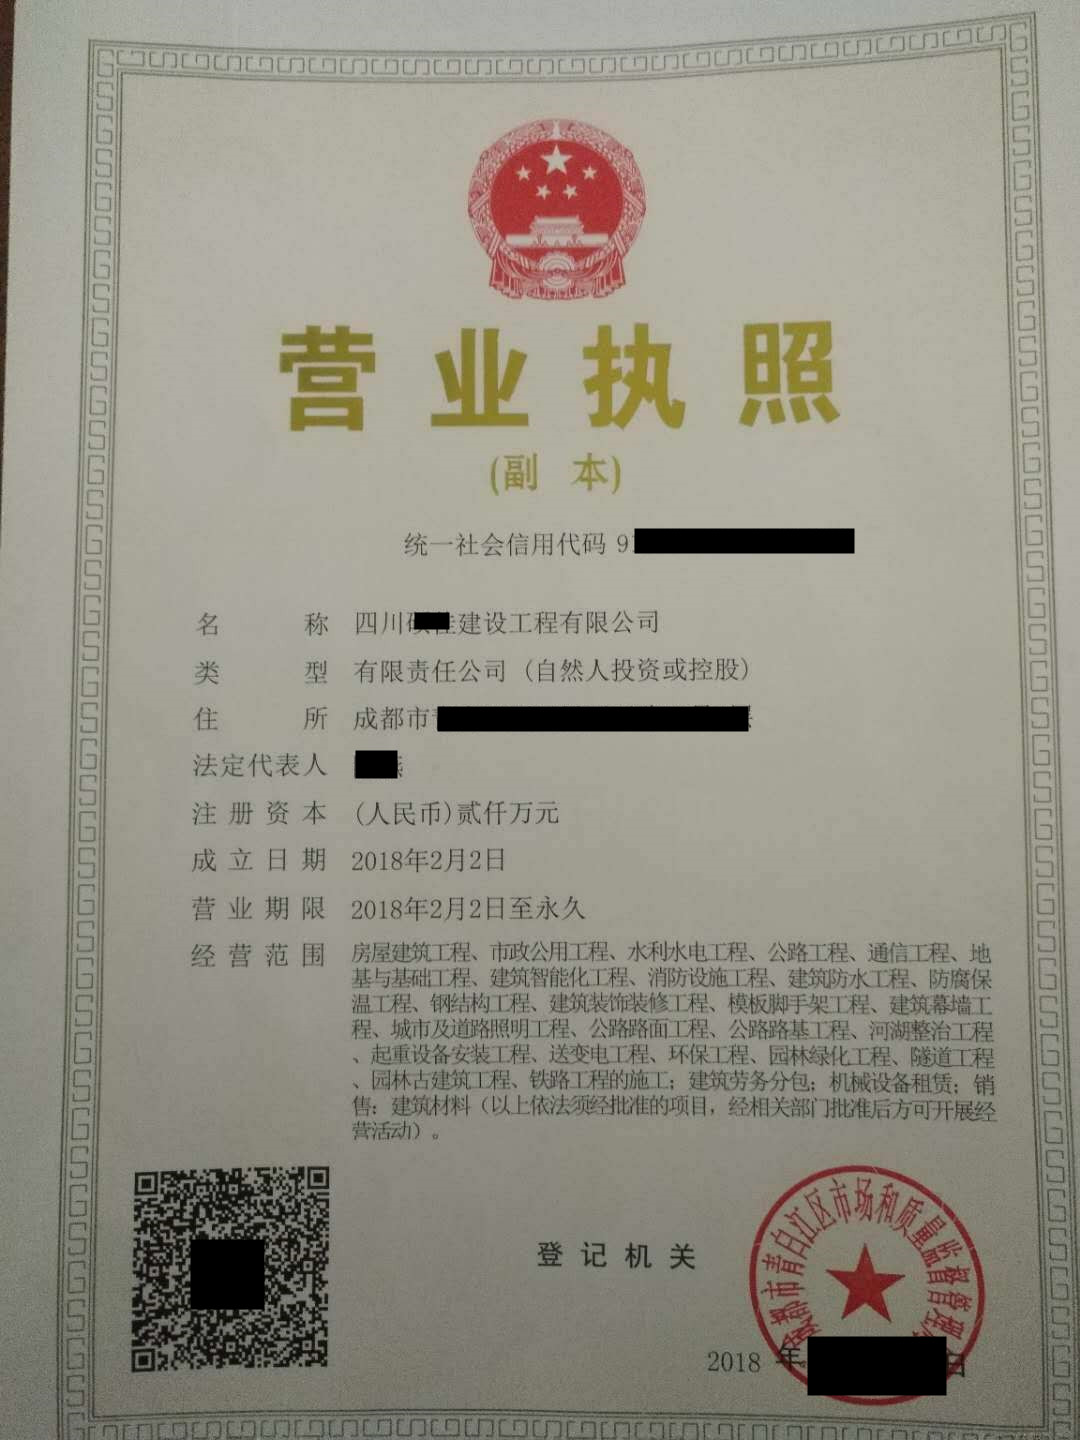 营业执照
(副 本)
统一社会信用代码 9
名 称 四川 建设工程有限公司
类 型 有限责任公司 (自然人投资或控股)
住 所 成都市
法定代表人
注 册 资 本 (人民币)贰仟万元
成 立 日 期 2018年2月2日
营 业 期 限 2018年2月2日至永久
经 营 范 围 房屋建筑工程、市政公用工程、水利水电工程、公路工程、通信工程、地
基与基础工程、建筑智能化工程、消防设施工程、建筑防水工程、防腐保
温工程、钢结构工程、建筑装饰装修工程、模板脚手架工程、建筑幕墙工
程、城市及道路照明工程、公路路面工程、公路路基工程、河湖整治工程
、起重设备安装工程、送变电工程、环保工程、园林绿化工程、隧道工程
、园林古建筑工程、铁路工程的施工；建筑劳务分包；机械设备租赁；销
售：建筑材料（以上依法须经批准的项目，经相关部门批准后方可开展经
营活动）。
登 记 机 关
成都市青白江区市场和质量监督管理
2018 年 日